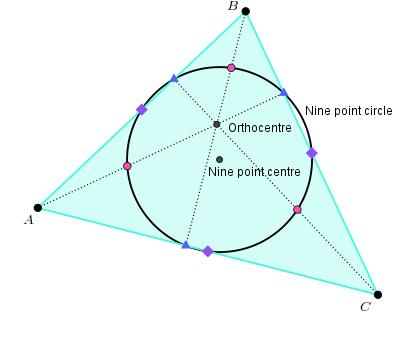 B
Nine point circle
Orthocentre
Nine point centre
A
C